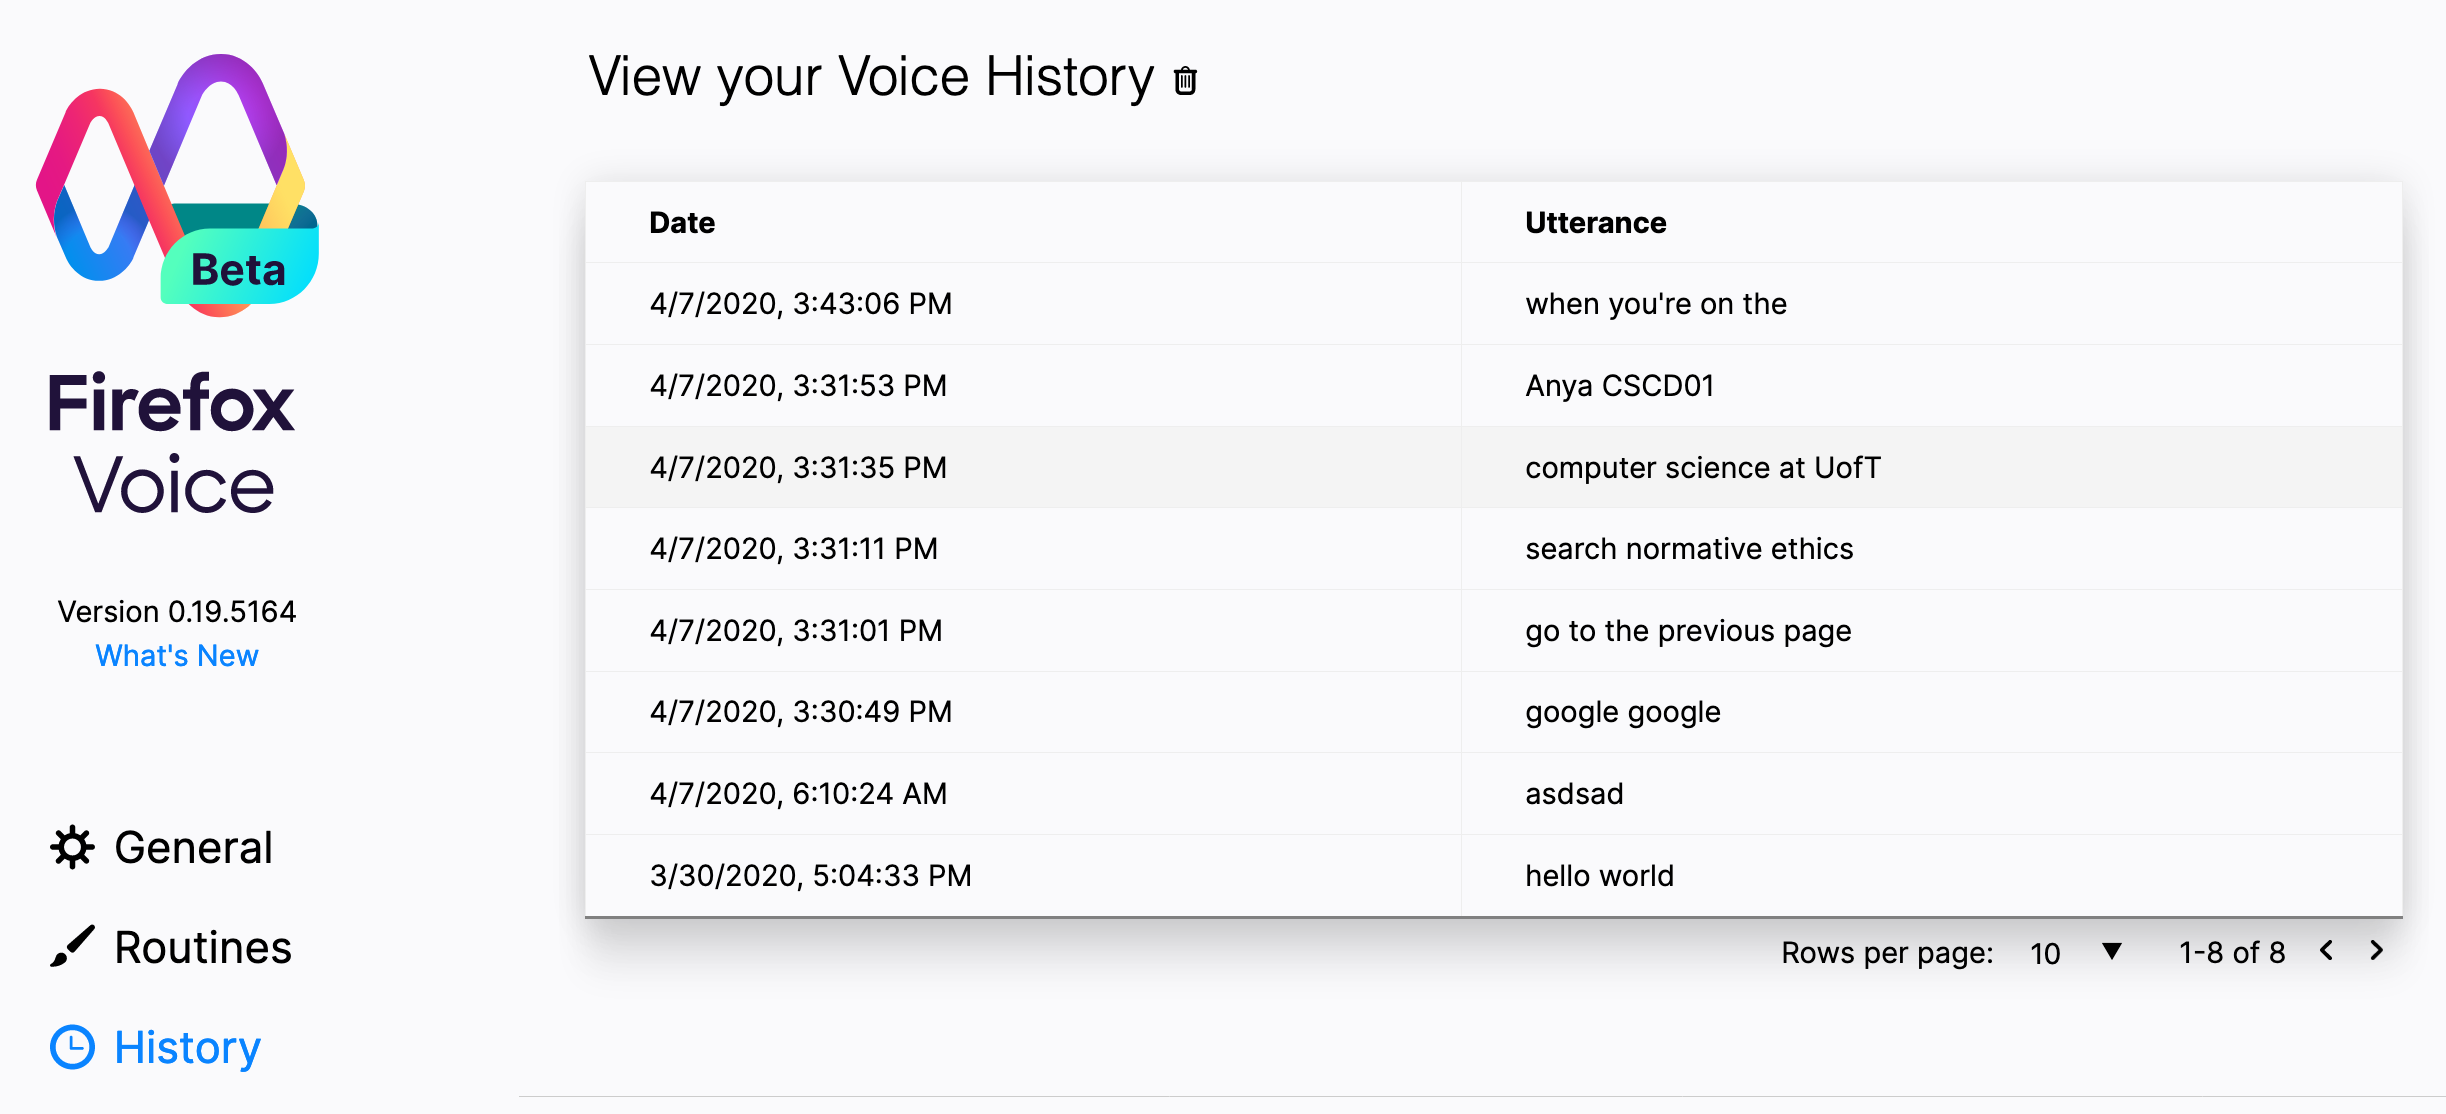 Beta
Firefox
Voice
Version 0.19.5164
What's New
General
Routines
History
View your Voice History
Date Utterance
4/7/2020, 3:43:06 PM when you're on the
4/7/2020, 3:31:53 PM Anya CSCD01
4/7/2020, 3:31:35 PM computer science at UofT
4/7/2020, 3:31:11 PM search normative ethics
4/7/2020, 3:31:01 PM go to the previous page
4/7/2020, 3:30:49 PM google google
4/7/2020, 6:10:24 AM asdsad
3/30/2020, 5:04:33 PM hello world
Rows per page: 10 1-8 of 8